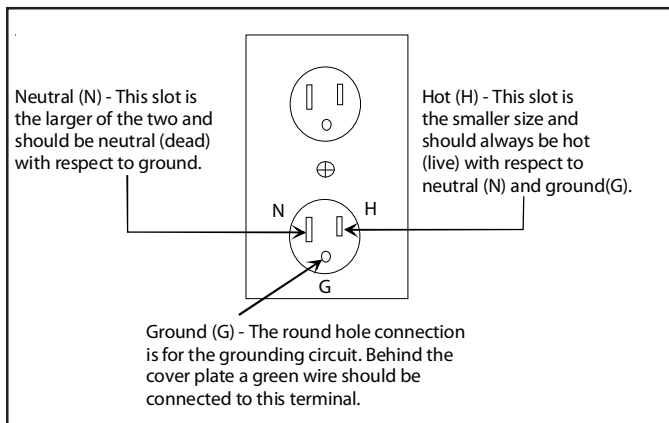 Neutral (N) - This slot is
the larger of the two and
should be neutral (dead)
with respect to ground.
Hot (H) - This slot is
the smaller size and
should always be hot
(live) with respect to
neutral (N) and ground(G).
N
H
G
Ground (G) - The round hole connection
is for the grounding circuit. Behind the
cover plate a green wire should be
connected to this terminal.